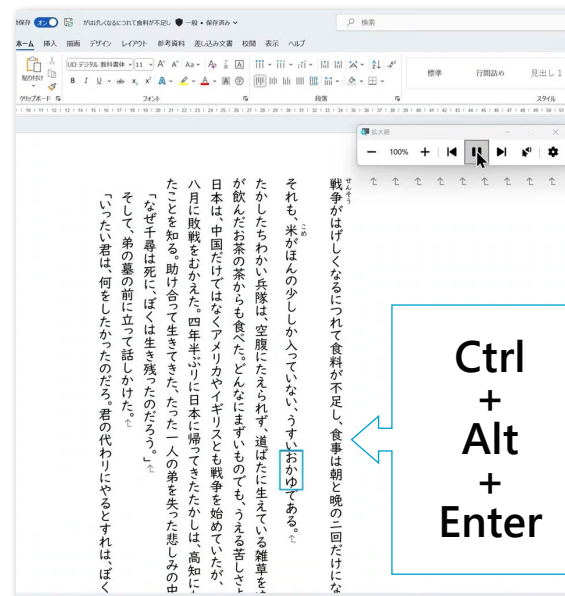 オン
がはげしくなるにつれて食料が不足し
一般・保存済み
検索
ホーム 挿入 描画 デザイン レイアウト 参考資料 差し込み文書 校閲 表示 ヘルプ
貼り付け
UD デジタル 教科書体
11
標準
行間詰め
見出し 1
クリップボード
フォント
段落
スタイル
拡大鏡
100%
せんそう
戦争がはげしくなるにつれて食料が不足し、食事は朝と晩の二回だけにな
こめ
それも、米がほんの少ししか入っていない、うすいおかゆである。
たかしたちわかい兵隊は、空腹にたえられず、道ばたに生えている雑草を
が飲んだお茶の茶からも食べた。どんなにまずいものでも、うえる苦しさ
日本は、中国だけではなくアメリカやイギリスとも戦争を始めていたが、
八月に敗戦をむかえた。四年半ぶりに日本に帰ってきたたかしは、高知に
たことを知る。助け合って生きてきた、たった一人の弟を失った悲しみの中
「なぜ千尋は死に、ぼくは生き残ったのだろう。」
そして、弟の墓の前に立って話しかけた。
「いったい君は、何をしたかったのだろ。君の代わりにやるとすれは、ぼく
Ctrl
+
Alt
+
Enter